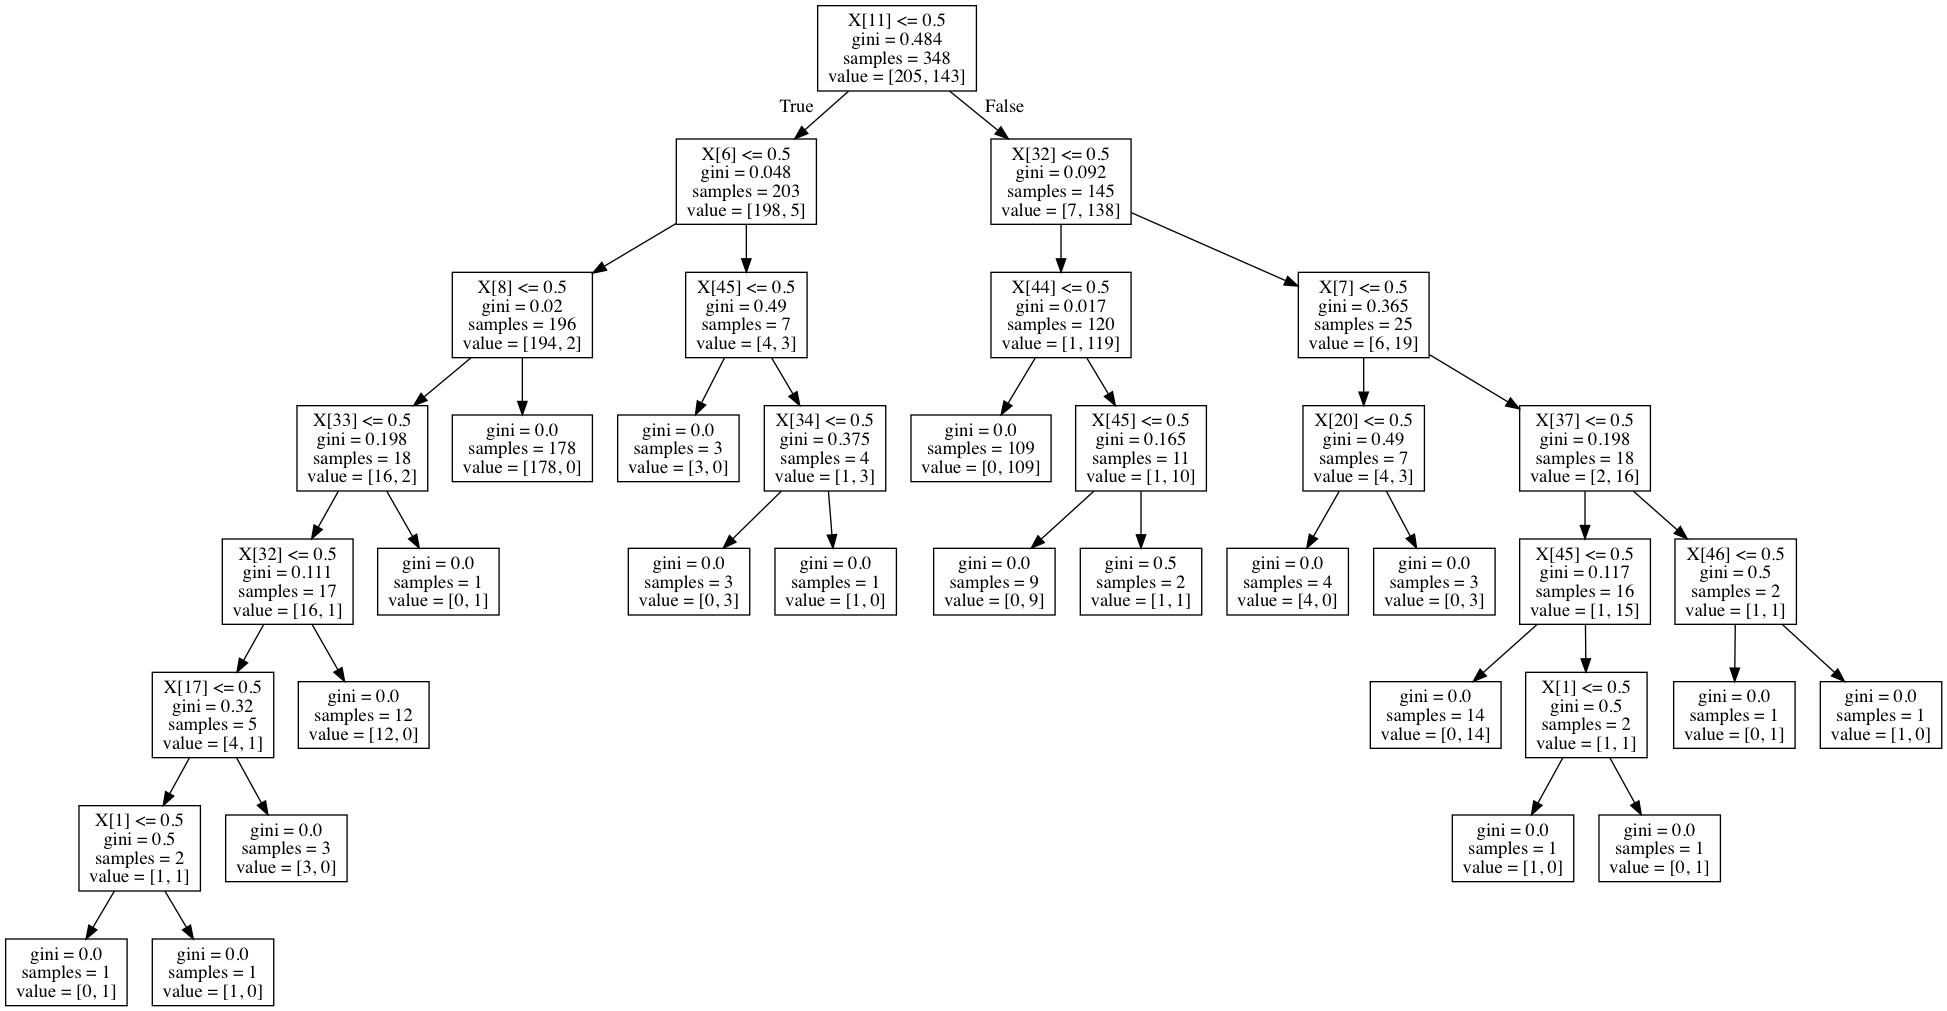 X[11] <= 0.5
gini = 0.484
samples = 348
value = [205, 143]
True
False
X[6] <= 0.5
gini = 0.048
samples = 203
value = [198, 5]
X[32] <= 0.5
gini = 0.092
samples = 145
value = [7, 138]
X[8] <= 0.5
gini = 0.02
samples = 196
value = [194, 2]
X[45] <= 0.5
gini = 0.49
samples = 7
value = [4, 3]
X[44] <= 0.5
gini = 0.017
samples = 120
value = [1, 119]
X[7] <= 0.5
gini = 0.365
samples = 25
value = [6, 19]
X[33] <= 0.5
gini = 0.198
samples = 18
value = [16, 2]
gini = 0.0
samples = 178
value = [178, 0]
gini = 0.0
samples = 3
value = [3, 0]
X[34] <= 0.5
gini = 0.375
samples = 4
value = [1, 3]
gini = 0.0
samples = 109
value = [0, 109]
X[45] <= 0.5
gini = 0.165
samples = 11
value = [1, 10]
X[20] <= 0.5
gini = 0.49
samples = 7
value = [4, 3]
X[37] <= 0.5
gini = 0.198
samples = 18
value = [2, 16]
X[32] <= 0.5
gini = 0.111
samples = 17
value = [16, 1]
gini = 0.0
samples = 1
value = [0, 1]
gini = 0.0
samples = 3
value = [0, 3]
gini = 0.0
samples = 1
value = [1, 0]
gini = 0.0
samples = 9
value = [0, 9]
gini = 0.5
samples = 2
value = [1, 1]
gini = 0.0
samples = 4
value = [4, 0]
gini = 0.0
samples = 3
value = [0, 3]
X[45] <= 0.5
gini = 0.117
samples = 16
value = [1, 15]
X[46] <= 0.5
gini = 0.5
samples = 2
value = [1, 1]
X[17] <= 0.5
gini = 0.32
samples = 5
value = [4, 1]
gini = 0.0
samples = 12
value = [12, 0]
gini = 0.0
samples = 14
value = [0, 14]
X[1] <= 0.5
gini = 0.5
samples = 2
value = [1, 1]
gini = 0.0
samples = 1
value = [0, 1]
gini = 0.0
samples = 1
value = [1, 0]
X[1] <= 0.5
gini = 0.5
samples = 2
value = [1, 1]
gini = 0.0
samples = 3
value = [3, 0]
gini = 0.0
samples = 1
value = [1, 0]
gini = 0.0
samples = 1
value = [0, 1]
gini = 0.0
samples = 1
value = [0, 1]
gini = 0.0
samples = 1
value = [1, 0]